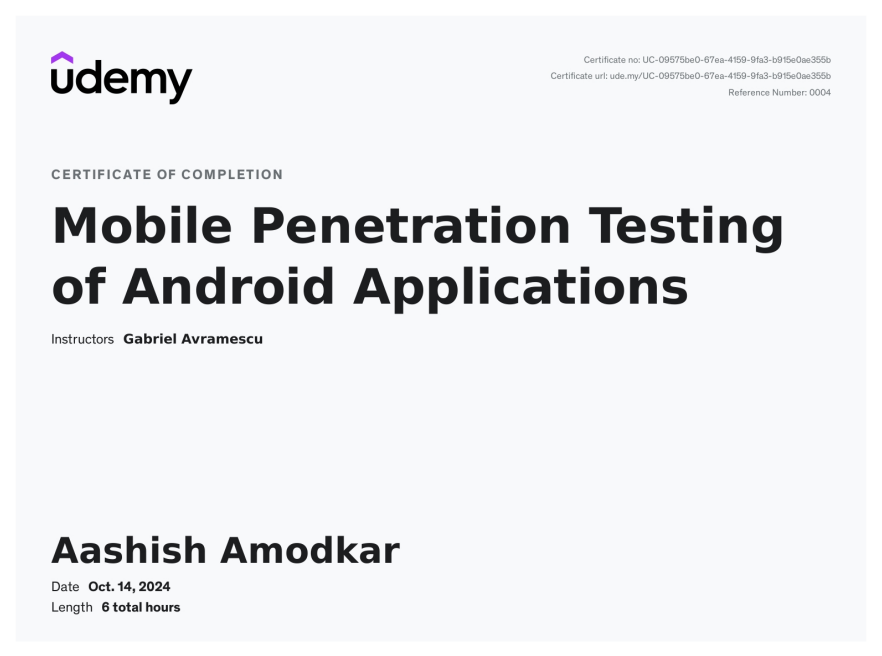 udemy
Certificate no: UC-09575be0-67ea-4159-9fa3-b915e0ae355b
Certificate url: ude.my/UC-09575be0-67ea-4159-9fa3-b915e0ae355b
Reference Number: 0004
CERTIFICATE OF COMPLETION
Mobile Penetration Testing
of Android Applications
Instructors Gabriel Avramescu
Aashish Amodkar
Date Oct. 14, 2024
Length 6 total hours